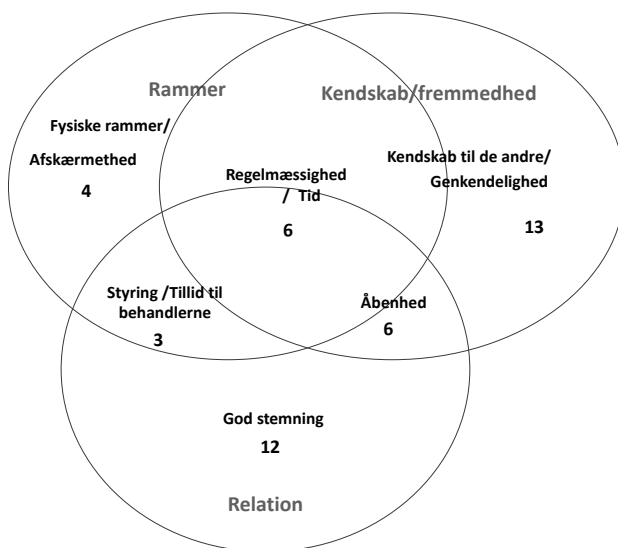 Rammer
Kendskab/fremmedhed
Fysiske rammer/
Afskærmethed
4
Kendskab til de andre/
Genkendelighed
13
Regelmæssighed
/ Tid
6
Styring /Tillid til
behandlerne
3
Åbenhed
6
God stemning
12
Relation